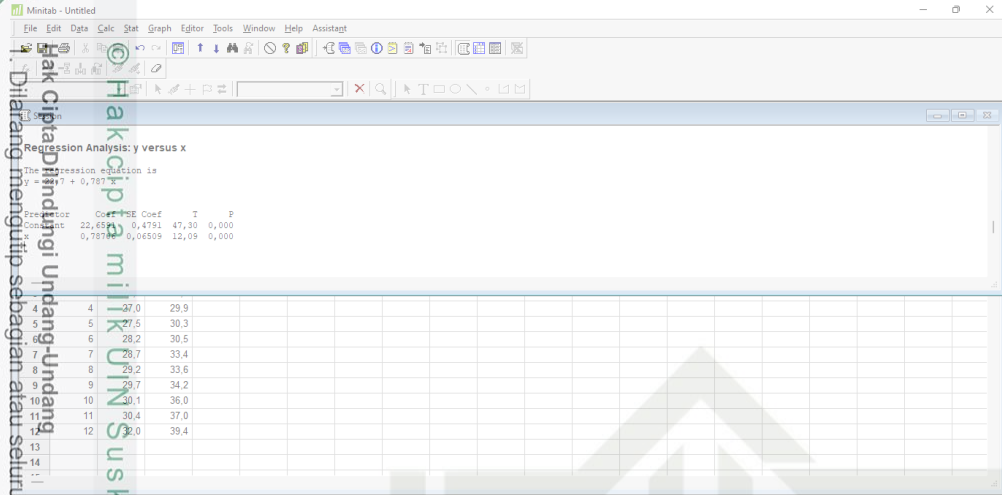 Minitab - Untitled
File Edit Data Calc Stat Graph Editor Tools Window Help Assistant
Session
Regression Analysis: y versus x
The regression equation is
y = 22,7 + 0,787 x
Predictor Coef SE Coef T P
Constant 22,6591 0,4791 47,30 0,000
x 0,06509 12,09 0,000
4 4 27,0 29,9
5 5 27,5 30,3
6 6 28,2 30,5
7 7 28,7 33,4
8 8 29,2 33,6
9 9 29,7 34,2
10 10 30,1 36,0
11 11 30,4 37,0
12 12 32,0 39,4
13
14
© Hak cipta milik UIN Susk
Hak Cipta Dilindungi Undang-Undang
1. Dilarang mengutip sebagian atau selur